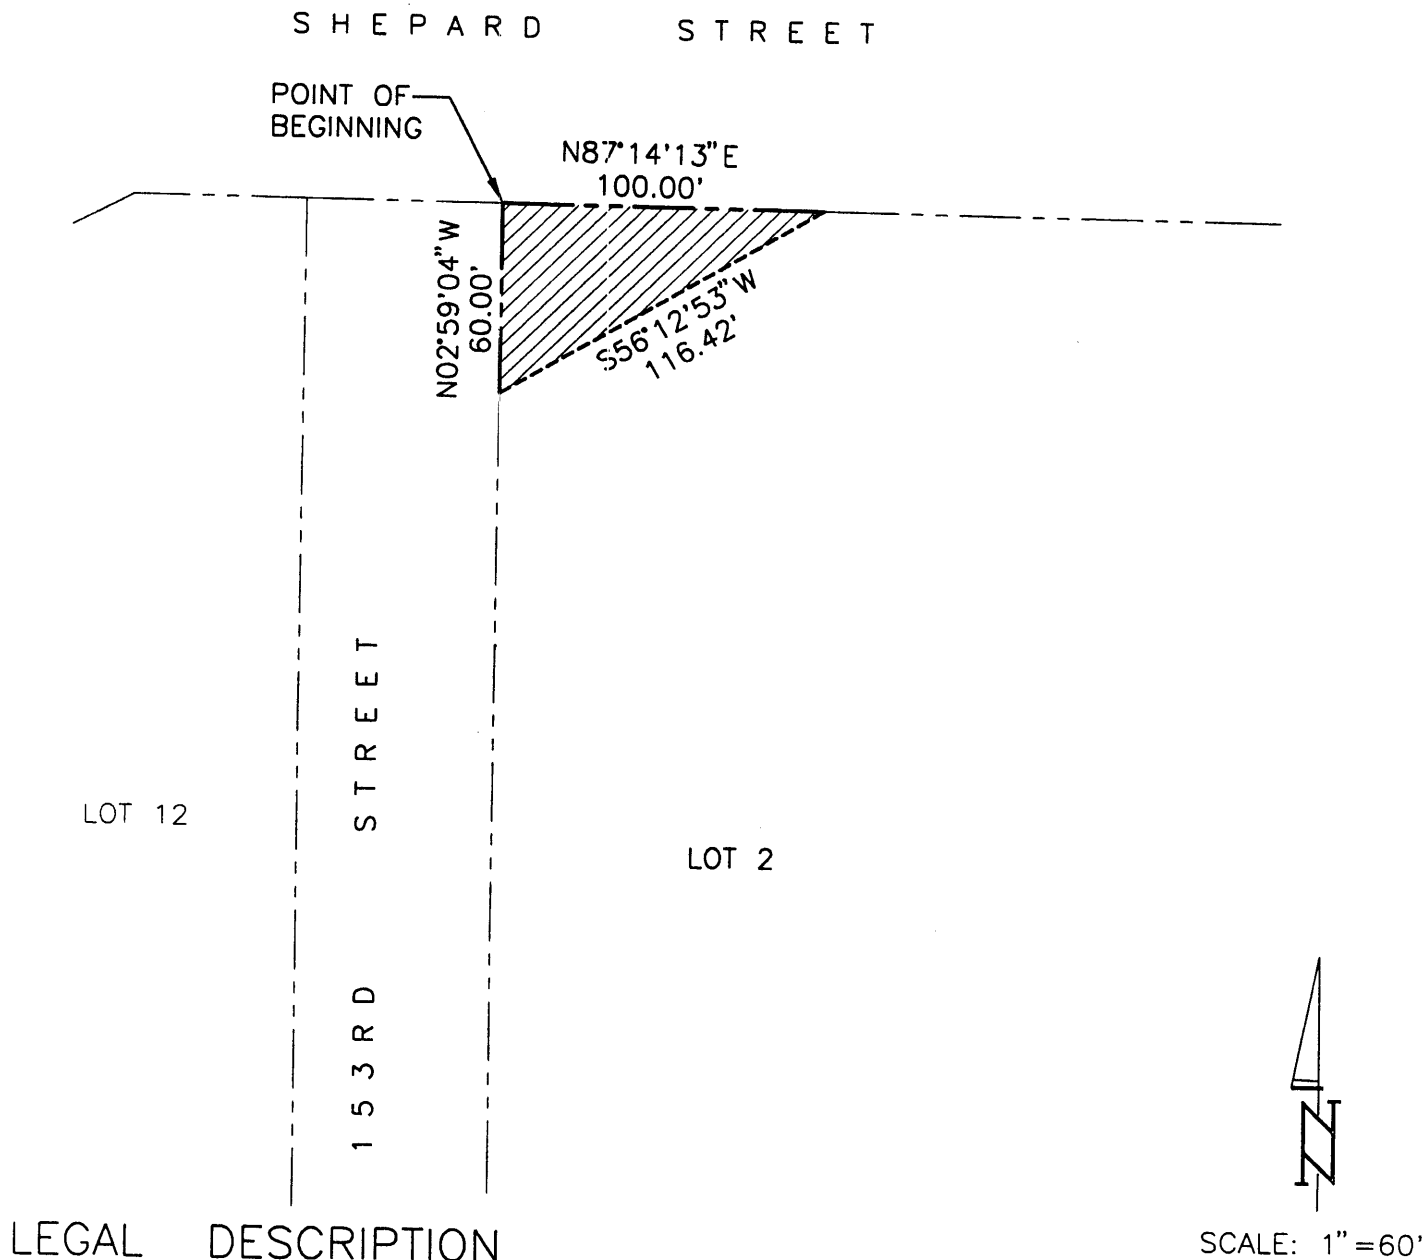 SHEPARD STREET
POINT OF
BEGINNING
N87°14'13"E
100.00'
N02°59'04"W
60.00'
S56°12'53"W
116.42'
153RD STREET
LOT 12
LOT 2
N
LEGAL DESCRIPTION
SCALE: 1"=60'